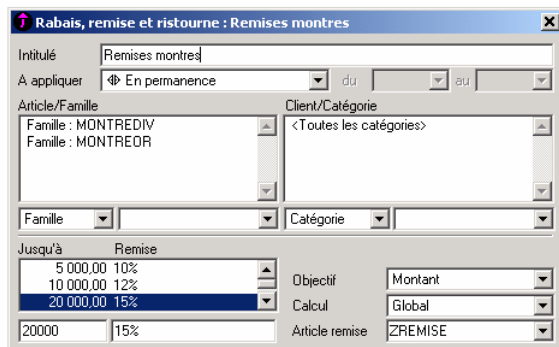 Rabais, remise et ristourne : Remises montres
Intitulé Remises montres
A appliquer En permanence du au
Article/Famille Client/Catégorie
Famille : MONTREDIV <Toutes les catégories>
Famille : MONTREOR
Famille Catégorie
Jusqu'à Remise
5 000,00 10%
10 000,00 12% Objectif Montant
20 000,00 15% Calcul Global
20000 15% Article remise ZREMISE